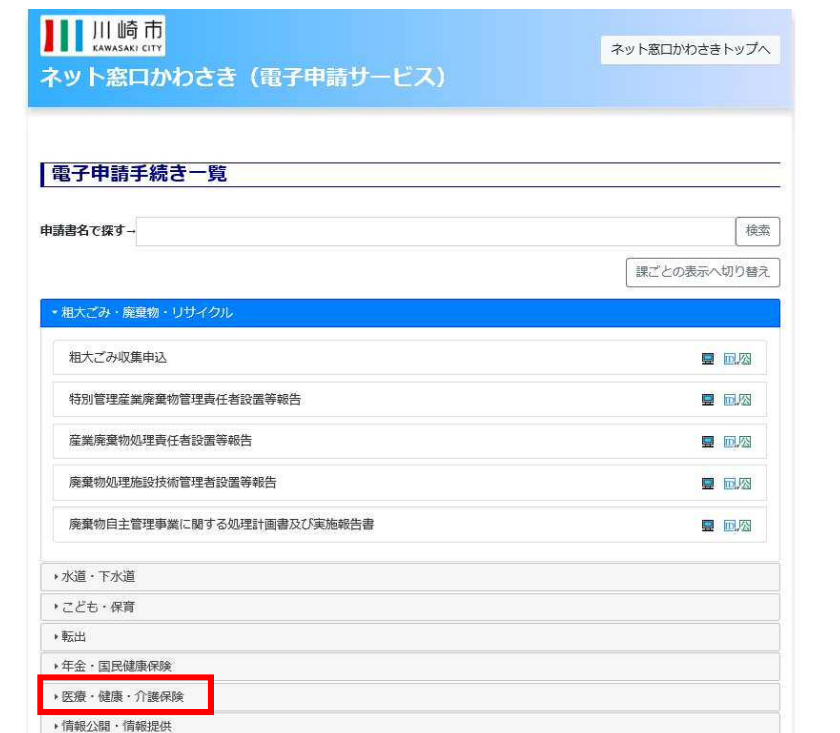 川崎市
KAWASAKI CITY
ネット窓口かわさきトップへ
ネット窓口かわさき（電子申請サービス）
電子申請手続き一覧
申請書名で探す→
検索
課ごとの表示へ切り替え
粗大ごみ・廃棄物・リサイクル
粗大ごみ収集申込
特別管理産業廃棄物管理責任者設置等報告
産業廃棄物処理責任者設置等報告
廃棄物処理施設技術管理者設置等報告
廃棄物自主管理事業に関する処理計画書及び実施報告書
水道・下水道
こども・保育
転出
年金・国民健康保険
医療・健康・介護保険
情報公開・情報提供